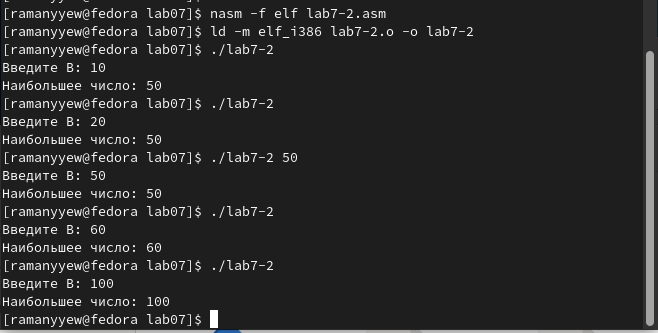 [ramanyyew@fedora lab07]$ nasm -f elf lab7-2.asm
[ramanyyew@fedora lab07]$ ld -m elf_i386 lab7-2.o -o lab7-2
[ramanyyew@fedora lab07]$ ./lab7-2
Введите В: 10
Наибольшее число: 50
[ramanyyew@fedora lab07]$ ./lab7-2
Введите В: 20
Наибольшее число: 50
[ramanyyew@fedora lab07]$ ./lab7-2 50
Введите В: 50
Наибольшее число: 50
[ramanyyew@fedora lab07]$ ./lab7-2
Введите В: 60
Наибольшее число: 60
[ramanyyew@fedora lab07]$ ./lab7-2
Введите В: 100
Наибольшее число: 100
[ramanyyew@fedora lab07]$